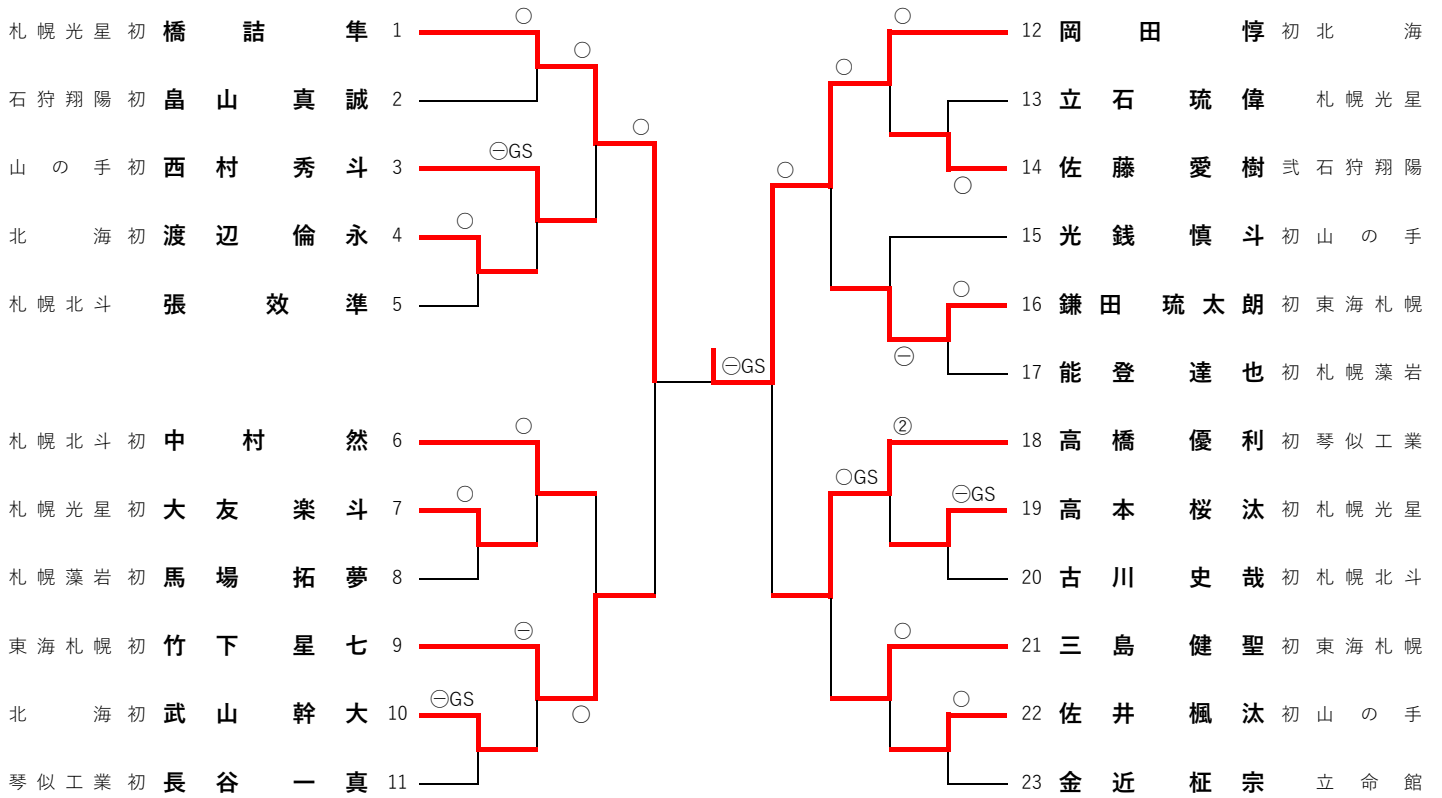 札幌光星 初 橋詰隼 1
石狩翔陽 初 畠山真誠 2
山の手 初 西村秀斗 3
北海 初 渡辺倫永 4
札幌北斗 張効準 5
札幌北斗 初 中村然 6
札幌光星 初 大友楽斗 7
札幌藻岩 初 馬場拓夢 8
東海札幌 初 竹下星七 9
北海 初 武山幹大 10
琴似工業 初 長谷一真 11
○
○
○
㊀GS
○
○
○
㊀
㊀GS
○
㊀GS
○
○
○
○
○
㊀
②
○GS
㊀GS
○
○
12 岡田惇 初 北海
13 立石琉偉 札幌光星
14 佐藤愛樹 弐 石狩翔陽
15 光銭慎斗 初 山の手
16 鎌田琉太朗 初 東海札幌
17 能登達也 初 札幌藻岩
18 高橋優利 初 琴似工業
19 高本桜汰 初 札幌光星
20 古川史哉 初 札幌北斗
21 三島健聖 初 東海札幌
22 佐井楓汰 初 山の手
23 金近柾宗 立命館